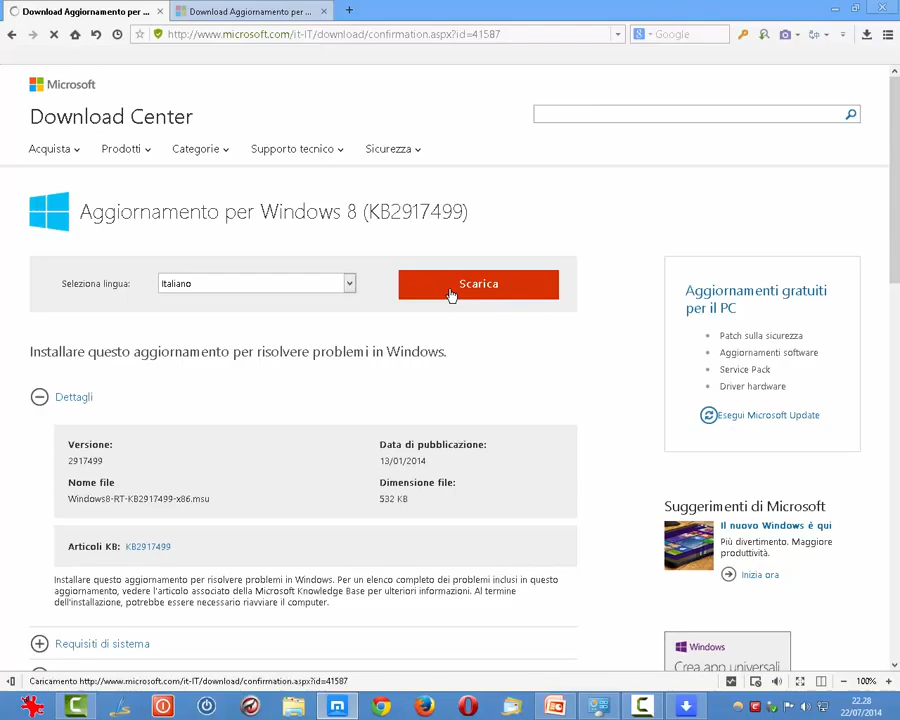 Download Aggiornamento per ...
Download Aggiornamento per ...
http://www.microsoft.com/it-IT/download/confirmation.aspx?id=41587
Google
Microsoft
Download Center
Acquista
Prodotti
Categorie
Supporto tecnico
Sicurezza
Aggiornamento per Windows 8 (KB2917499)
Seleziona lingua:
Italiano
Scarica
Installare questo aggiornamento per risolvere problemi in Windows.
Dettagli
Versione:
2917499
Data di pubblicazione:
13/01/2014
Nome file
Windows8-RT-KB2917499-x86.msu
Dimensione file:
532 KB
Articoli KB: KB2917499
Installare questo aggiornamento per risolvere problemi in Windows. Per un elenco completo dei problemi inclusi in questo
aggiornamento, vedere l'articolo associato della Microsoft Knowledge Base per ulteriori informazioni. Al termine
dell'installazione, potrebbe essere necessario riavviare il computer.
Requisiti di sistema
Aggiornamenti gratuiti
per il PC
Patch sulla sicurezza
Aggiornamenti software
Service Pack
Driver hardware
Esegui Microsoft Update
Suggerimenti di Microsoft
Il nuovo Windows è qui
Più divertimento. Maggiore
produttività.
Inizia ora
Windows
Crea app universali
Caricamento http://www.microsoft.com/it-IT/download/confirmation.aspx?id=41587
100%
22.28
22/07/2014